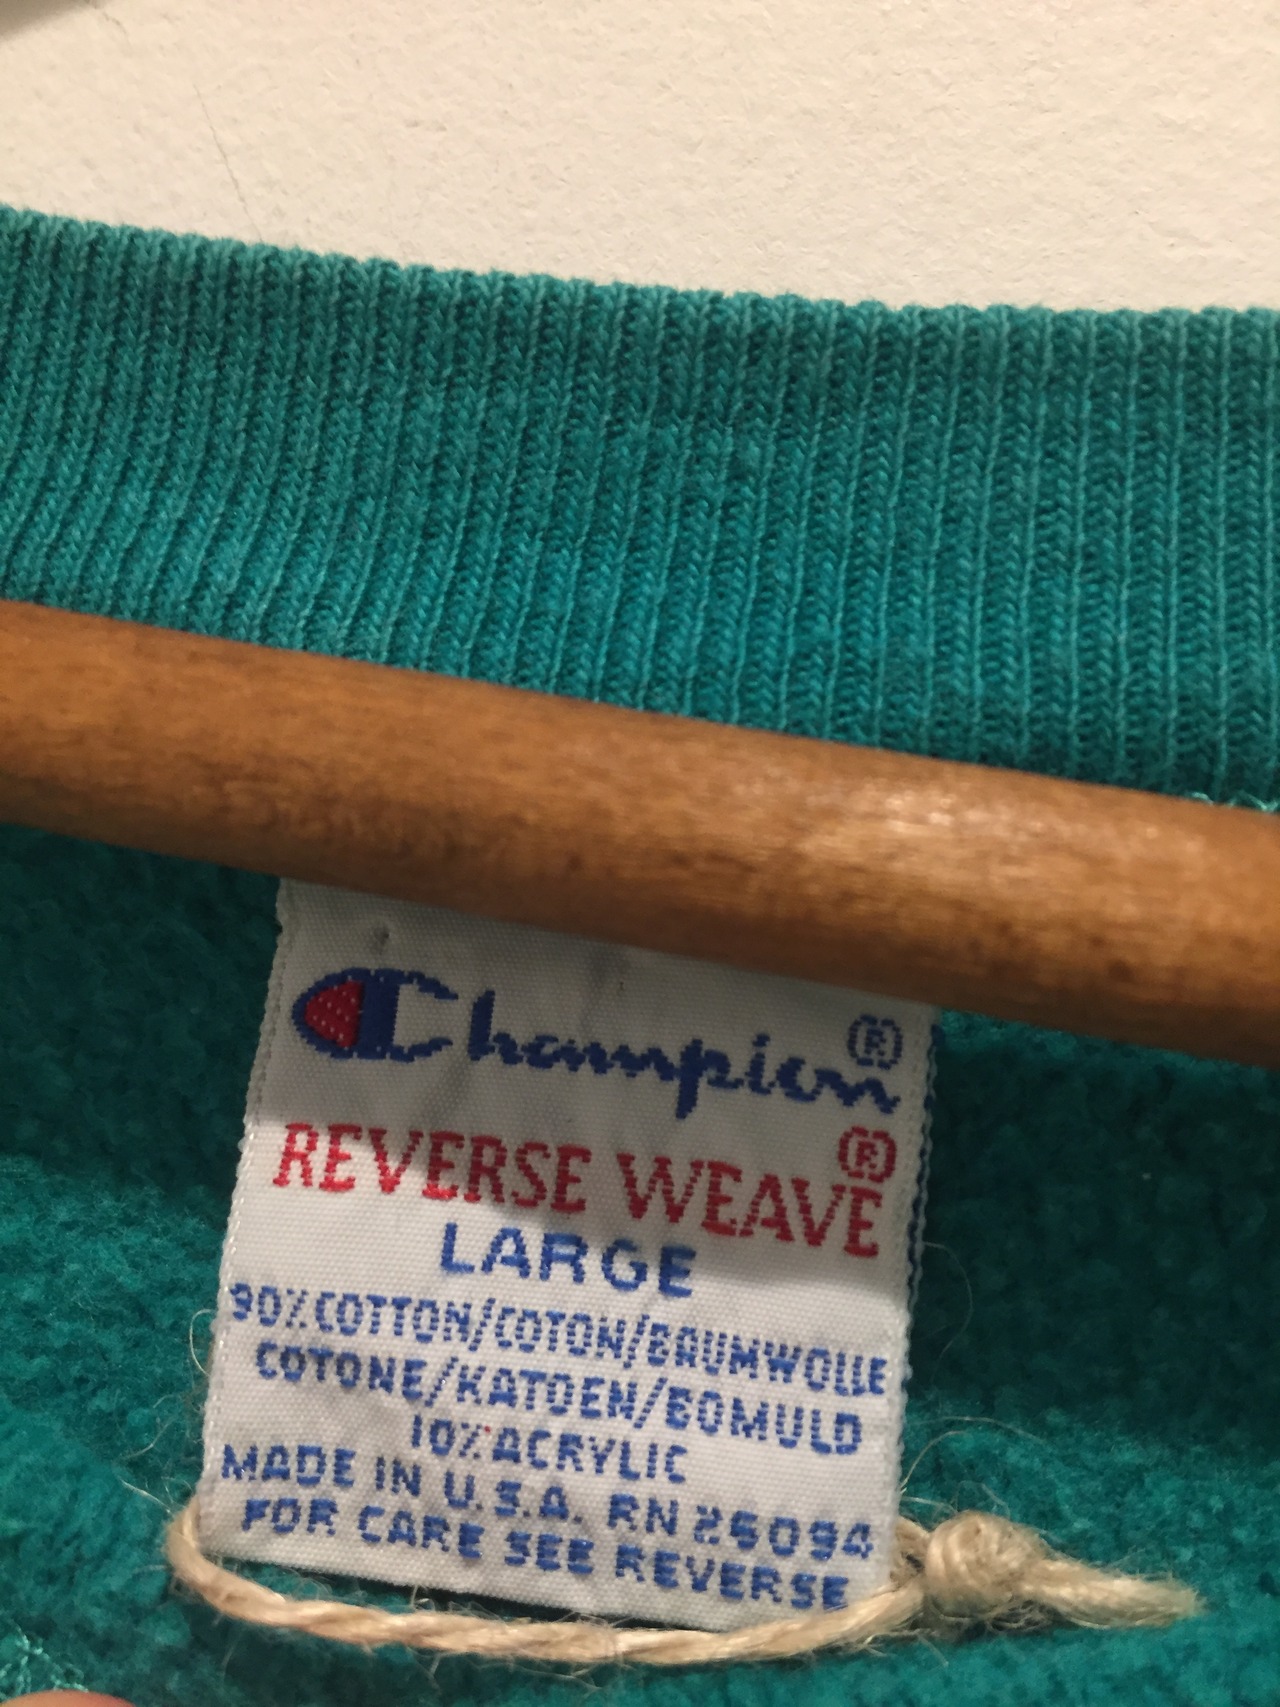 Champion®
REVERSE WEAVE®
LARGE
90% COTTON/COTON/BAUMWOLLE
COTONE/KATOEN/BOMULD
10% ACRYLIC
MADE IN U.S.A. RN 26094
FOR CARE SEE REVERSE